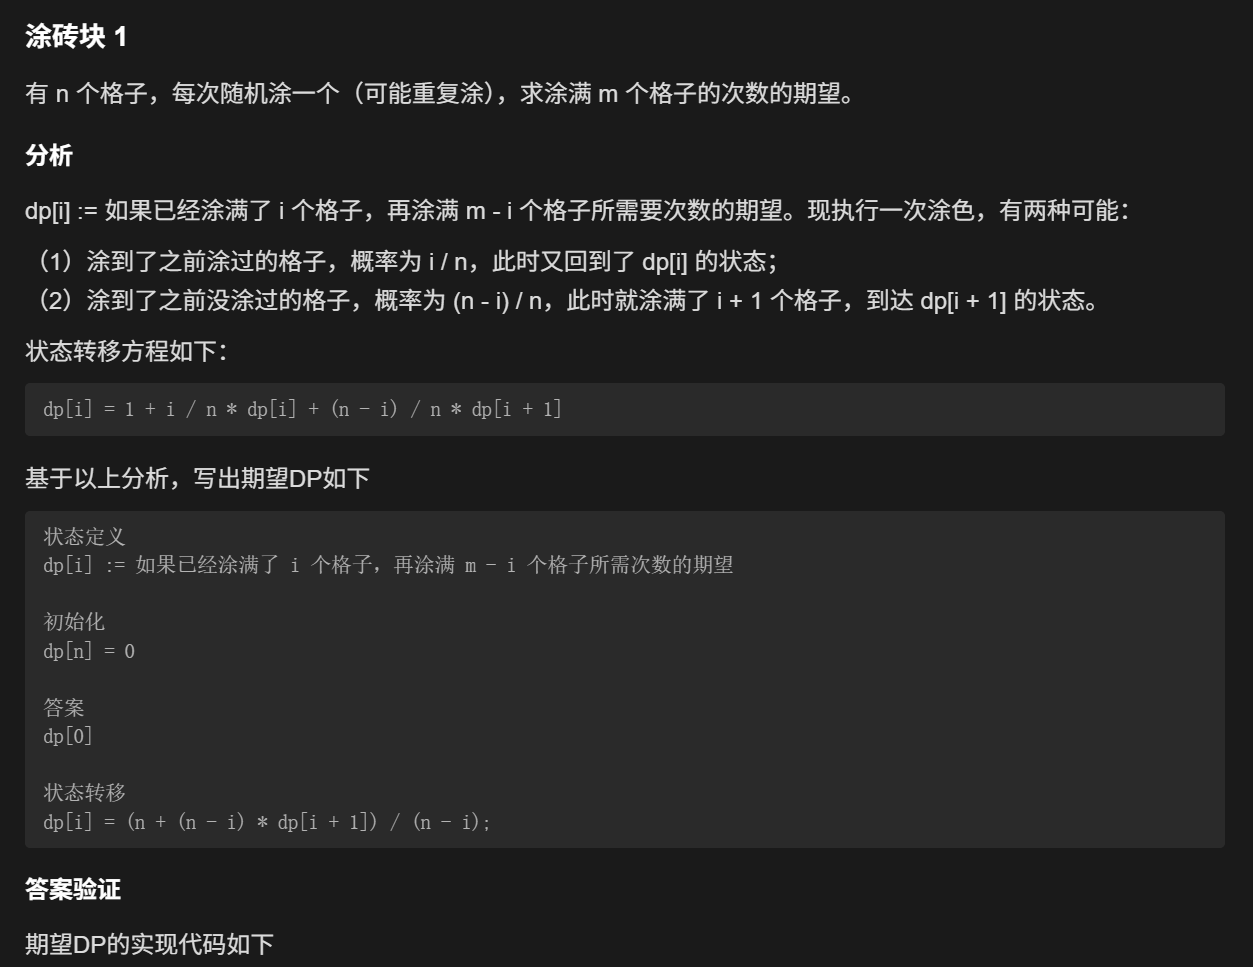 涂砖块 1
有 n 个格子，每次随机涂一个（可能重复涂），求涂满 m 个格子的次数的期望。
分析
dp[i] := 如果已经涂满了 i 个格子，再涂满 m - i 个格子所需要次数的期望。现执行一次涂色，有两种可能：
（1）涂到了之前涂过的格子，概率为 i / n，此时又回到了 dp[i] 的状态；
（2）涂到了之前没涂过的格子，概率为 (n - i) / n，此时就涂满了 i + 1 个格子，到达 dp[i + 1] 的状态。
状态转移方程如下：
dp[i] = 1 + i / n * dp[i] + (n - i) / n * dp[i + 1]
基于以上分析，写出期望DP如下
状态定义
dp[i] := 如果已经涂满了 i 个格子，再涂满 m - i 个格子所需次数的期望
初始化
dp[n] = 0
答案
dp[0]
状态转移
dp[i] = (n + (n - i) * dp[i + 1]) / (n - i);
答案验证
期望DP的实现代码如下